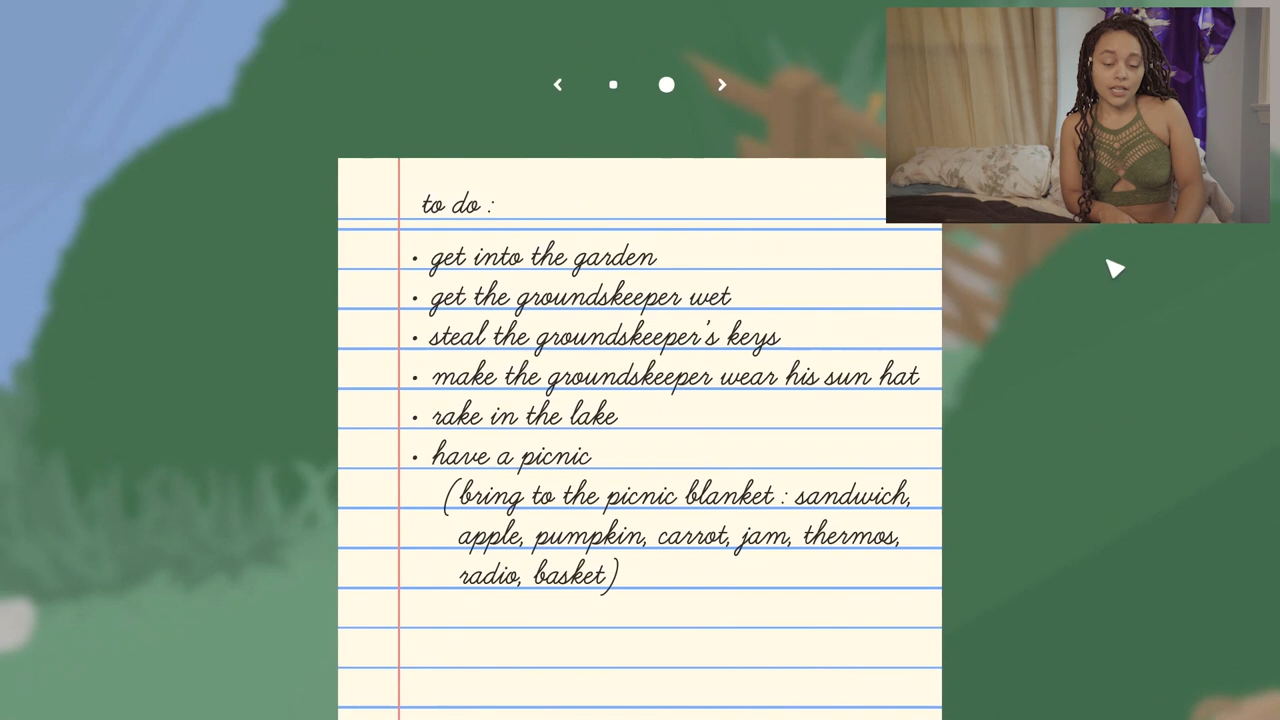 to do :
• get into the garden
• get the groundskeeper wet
• steal the groundskeeper's keys
• make the groundskeeper wear his sun hat
• rake in the lake
• have a picnic
(bring to the picnic blanket : sandwich,
apple, pumpkin, carrot, jam, thermos,
radio, basket)